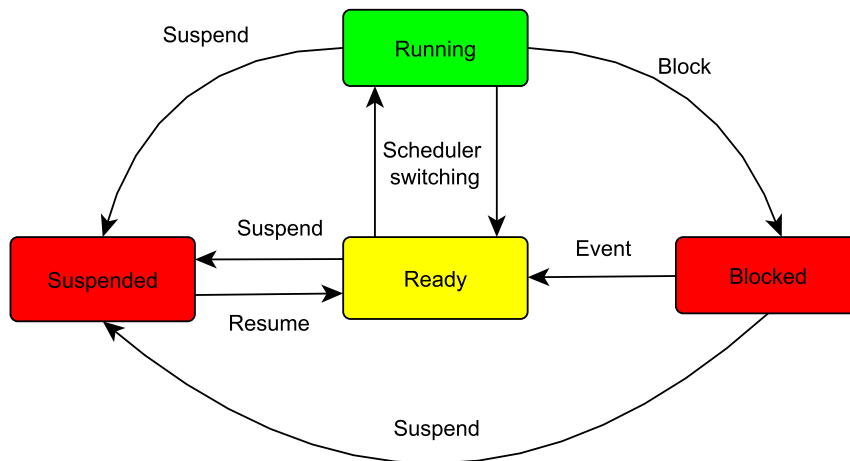 Suspend
Running
Block
Scheduler
switching
Suspend
Event
Suspended
Ready
Blocked
Resume
Suspend